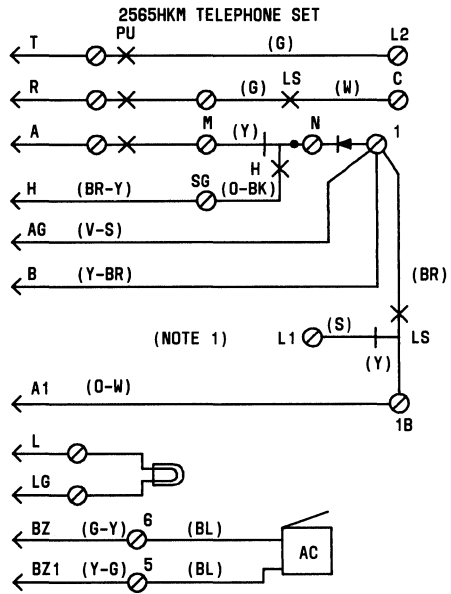 2565HKM TELEPHONE SET
T PU (G) L2
R (G) LS (W) C
A M (Y) N 1
H
H (BR-Y) SG (O-BK)
AG (V-S)
B (Y-BR) (BR)
(NOTE 1) L1 (S) LS
(Y)
A1 (O-W)
1B
L
LG
BZ (G-Y) 6 (BL)
AC
BZ1 (Y-G) 5 (BL)